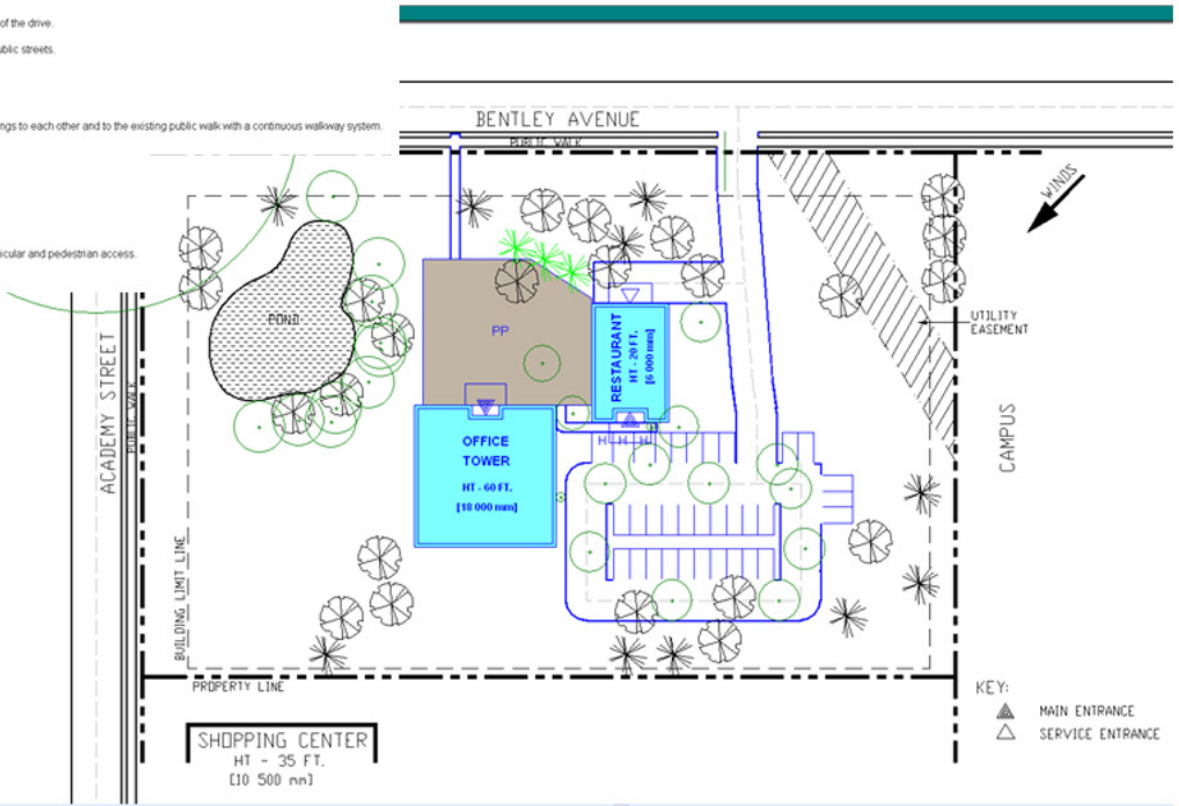 of the drive.
ublic streets.
ngs to each other and to the existing public walk with a continuous walkway system.
icular and pedestrian access.
BENTLEY AVENUE
PUBLIC WALK
WINDS
POND
PP
RESTAURANT
HT - 20 FT.
[6 000 mm]
UTILITY
EASEMENT
ACADEMY STREET
PUBLIC WALK
CAMPUS
OFFICE
TOWER
HT - 60 FT.
[18 000 mm]
H H H
BUILDING LIMIT LINE
PROPERTY LINE
SHOPPING CENTER
HT - 35 FT.
[10 500 mm]
KEY:
MAIN ENTRANCE
SERVICE ENTRANCE